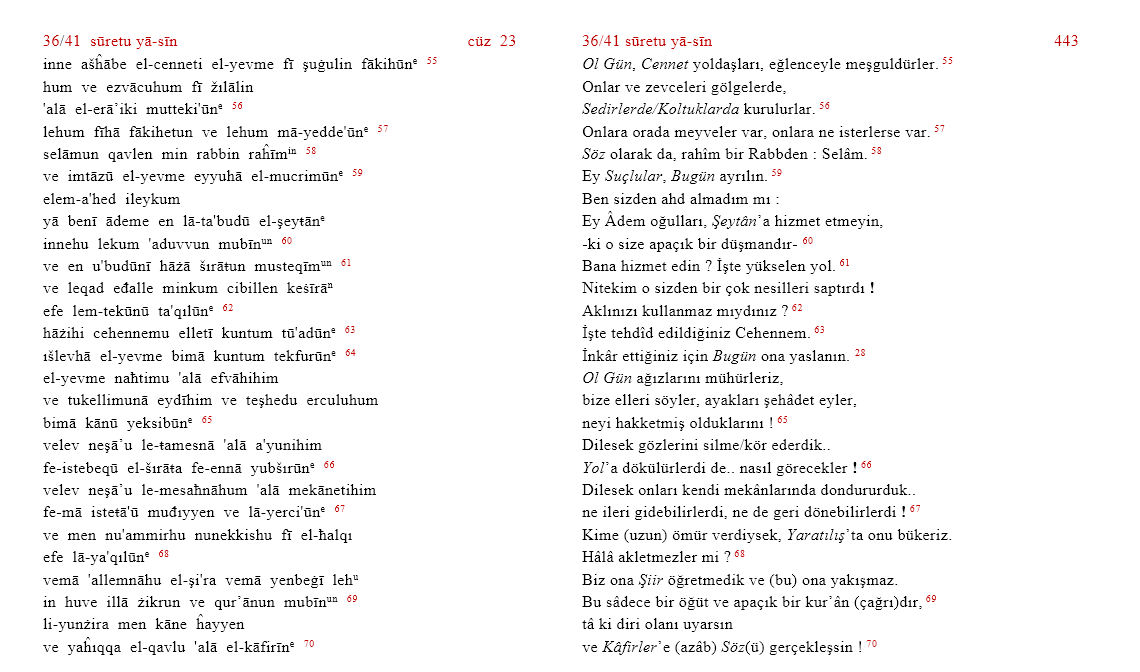 36/41 sūretu yā-sīn cüz 23
inne ašĥābe el-cenneti el-yevme fī şuġulin fākihūnᵉ 55
hum ve ezvācuhum fī žılālin
'alā el-erā’iki mutteki'ūnᵉ 56
lehum fīhā fākihetun ve lehum mā-yedde'ūnᵉ 57
selāmun qavlen min rabbin raĥīmⁱⁿ 58
ve imtāzū el-yevme eyyuhā el-mucrimūnᵉ 59
elem-a'hed ileykum
yā benī ādeme en lā-ta'budū el-şeyŧānᵉ
innehu lekum 'aduvvun mubīnᵘⁿ 60
ve en u'budūnī hāżā šırāŧun musteqīmᵘⁿ 61
ve leqad eđalle minkum cibillen keśīrāⁿ
efe lem-tekūnū ta'qılūnᵉ 62
hāżihi cehennemu elletī kuntum tū'adūnᵉ 63
ıšlevhā el-yevme bimā kuntum tekfurūnᵉ 64
el-yevme naħtimu 'alā efvāhihim
ve tukellimunā eydīhim ve teşhedu erculuhum
bimā kānū yeksibūnᵉ 65
velev neşā’u le-ŧamesnā 'alā a'yunihim
fe-istebeqū el-šırāŧa fe-ennā yubšırūnᵉ 66
velev neşā’u le-mesaħnāhum 'alā mekānetihim
fe-mā isteŧā'ū muđıyyen ve lā-yerci'ūnᵉ 67
ve men nu'ammirhu nunekkishu fī el-ħalqı
efe lā-ya'qılūnᵉ 68
vemā 'allemnāhu el-şi'ra vemā yenbeġī lehᵘ
in huve illā żikrun ve qur’ānun mubīnᵘⁿ 69
li-yunżira men kāne ĥayyen
ve yaĥıqqa el-qavlu 'alā el-kāfirīnᵉ 70
36/41 sūretu yā-sīn 443
Ol Gün, Cennet yoldaşları, eğlenceyle meşguldürler. 55
Onlar ve zevceleri gölgelerde,
Sedirlerde/Koltuklarda kurulurlar. 56
Onlara orada meyveler var, onlara ne isterlerse var. 57
Söz olarak da, rahîm bir Rabbden : Selâm. 58
Ey Suçlular, Bugün ayrılın. 59
Ben sizden ahd almadım mı :
Ey Âdem oğulları, Şeytân’a hizmet etmeyin,
-ki o size apaçık bir düşmandır- 60
Bana hizmet edin ? İşte yükselen yol. 61
Nitekim o sizden bir çok nesilleri saptırdı !
Aklınızı kullanmaz mıydınız ? 62
İşte tehdîd edildiğiniz Cehennem. 63
İnkâr ettiğiniz için Bugün ona yaslanın. 28
Ol Gün ağızlarını mühürleriz,
bize elleri söyler, ayakları şehâdet eyler,
neyi hakketmiş olduklarını ! 65
Dilesek gözlerini silme/kör ederdik..
Yol’a dökülürlerdi de.. nasıl görecekler ! 66
Dilesek onları kendi mekânlarında dondururduk..
ne ileri gidebilirlerdi, ne de geri dönebilirlerdi ! 67
Kime (uzun) ömür verdiysek, Yaratılış’ta onu bükeriz.
Hâlâ akletmezler mi ? 68
Biz ona Şiir öğretmedik ve (bu) ona yakışmaz.
Bu sâdece bir öğüt ve apaçık bir kur’ân (çağrı)dır, 69
tâ ki diri olanı uyarsın
ve Kâfirler’e (azâb) Söz(ü) gerçekleşsin ! 70